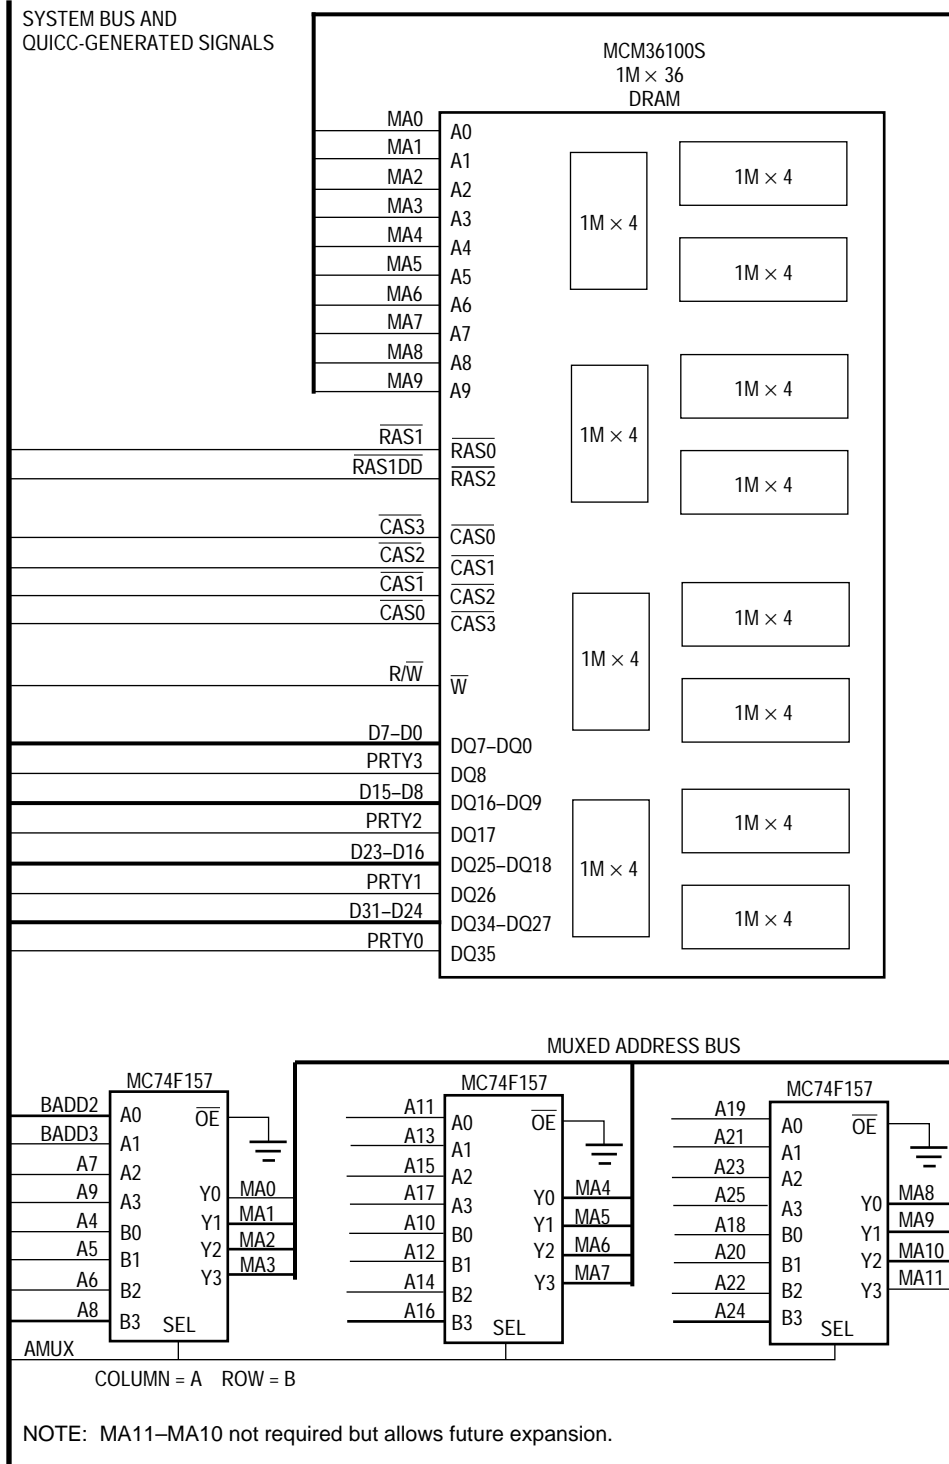 SYSTEM BUS AND
QUICC-GENERATED SIGNALS
MCM36100S
1M × 36
DRAM
MA0 A0
MA1 A1
MA2 A2
MA3 A3
MA4 A4
MA5 A5
MA6 A6
MA7 A7
MA8 A8
MA9 A9
RAS1 RAS0
RAS1DD RAS2
CAS3 CAS0
CAS2 CAS1
CAS1 CAS2
CAS0 CAS3
R/W W
D7–D0 DQ7–DQ0
PRTY3 DQ8
D15–D8 DQ16–DQ9
PRTY2 DQ17
D23–D16 DQ25–DQ18
PRTY1 DQ26
D31–D24 DQ34–DQ27
PRTY0 DQ35
1M × 4
1M × 4
1M × 4
1M × 4
1M × 4
1M × 4
1M × 4
1M × 4
1M × 4
1M × 4
1M × 4
1M × 4
MUXED ADDRESS BUS
MC74F157
BADD2 A0 OE
BADD3 A1
A7 A2
A9 A3 Y0 MA0
A4 B0 Y1 MA1
A5 B1 Y2 MA2
A6 B2 Y3 MA3
A8 B3 SEL
MC74F157
A11 A0 OE
A13 A1
A15 A2
A17 A3 Y0 MA4
A10 B0 Y1 MA5
A12 B1 Y2 MA6
A14 B2 Y3 MA7
A16 B3 SEL
MC74F157
A19 A0 OE
A21 A1
A23 A2
A25 A3 Y0 MA8
A18 B0 Y1 MA9
A20 B1 Y2 MA10
A22 B2 Y3 MA11
A24 B3 SEL
AMUX
COLUMN = A ROW = B
NOTE: MA11–MA10 not required but allows future expansion.